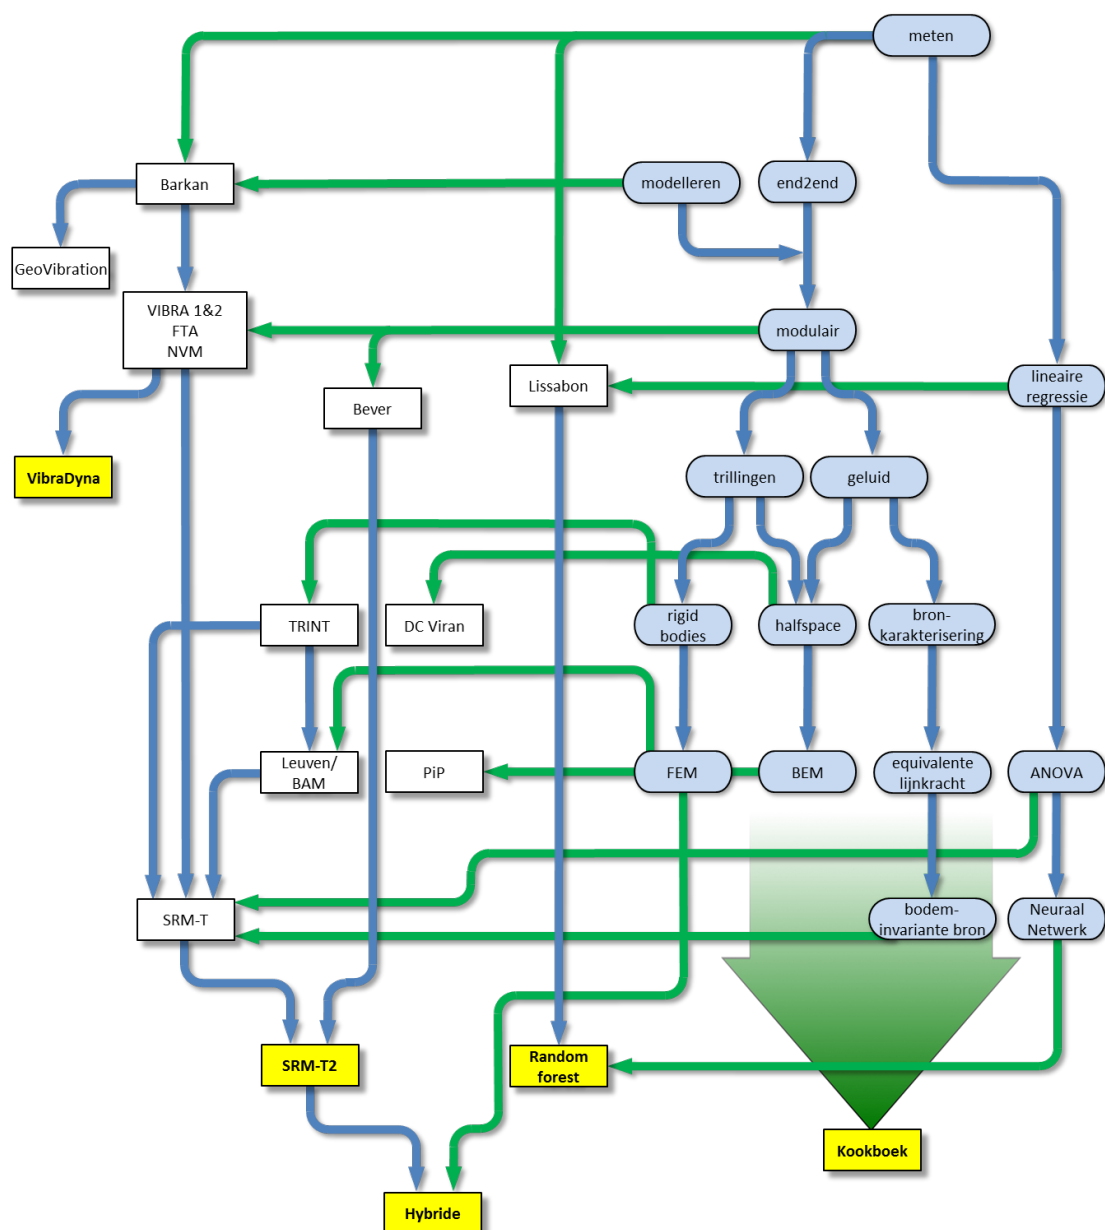 meten
Barkan
modelleren
end2end
GeoVibration
VIBRA 1&2
FTA
NVM
modulair
Bever
Lissabon
lineaire
regressie
VibraDyna
trillingen
geluid
TRINT
DC Viran
rigid
bodies
halfspace
bron-
karakterisering
Leuven/
BAM
PiP
FEM
BEM
equivalente
lijnkracht
ANOVA
SRM-T
bodem-
invariante bron
Neuraal
Netwerk
SRM-T2
Random
forest
Kookboek
Hybride